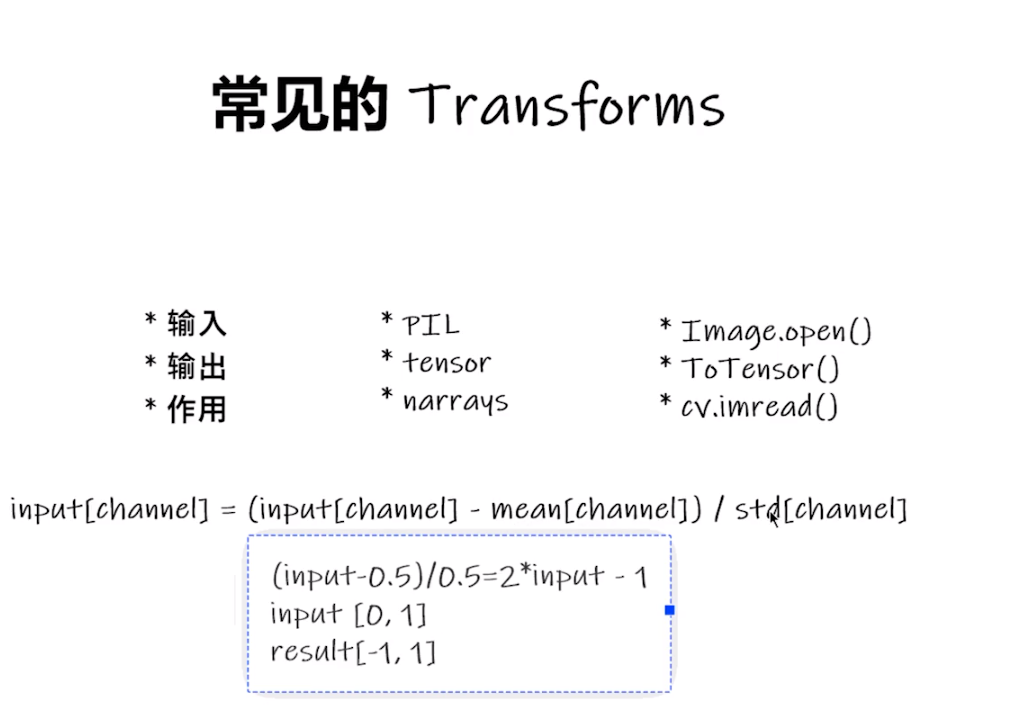 常见的 Transforms
* 输入
* 输出
* 作用
* PIL
* tensor
* narrays
* Image.open()
* ToTensor()
* cv.imread()
input[channel] = (input[channel] - mean[channel]) / std[channel]
(input-0.5)/0.5=2*input - 1
input [0, 1]
result[-1, 1]